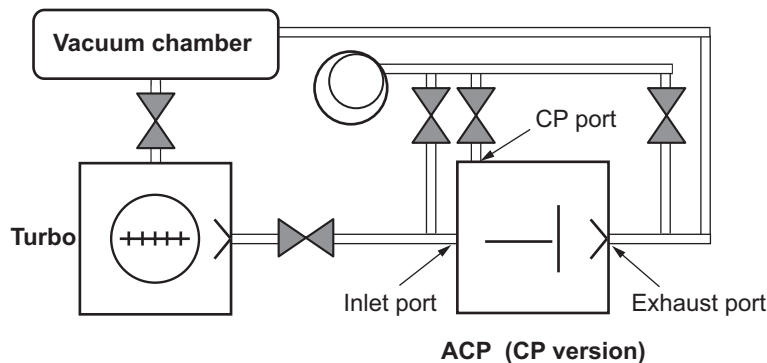 Vacuum chamber
CP port
Turbo
Inlet port
Exhaust port
ACP (CP version)